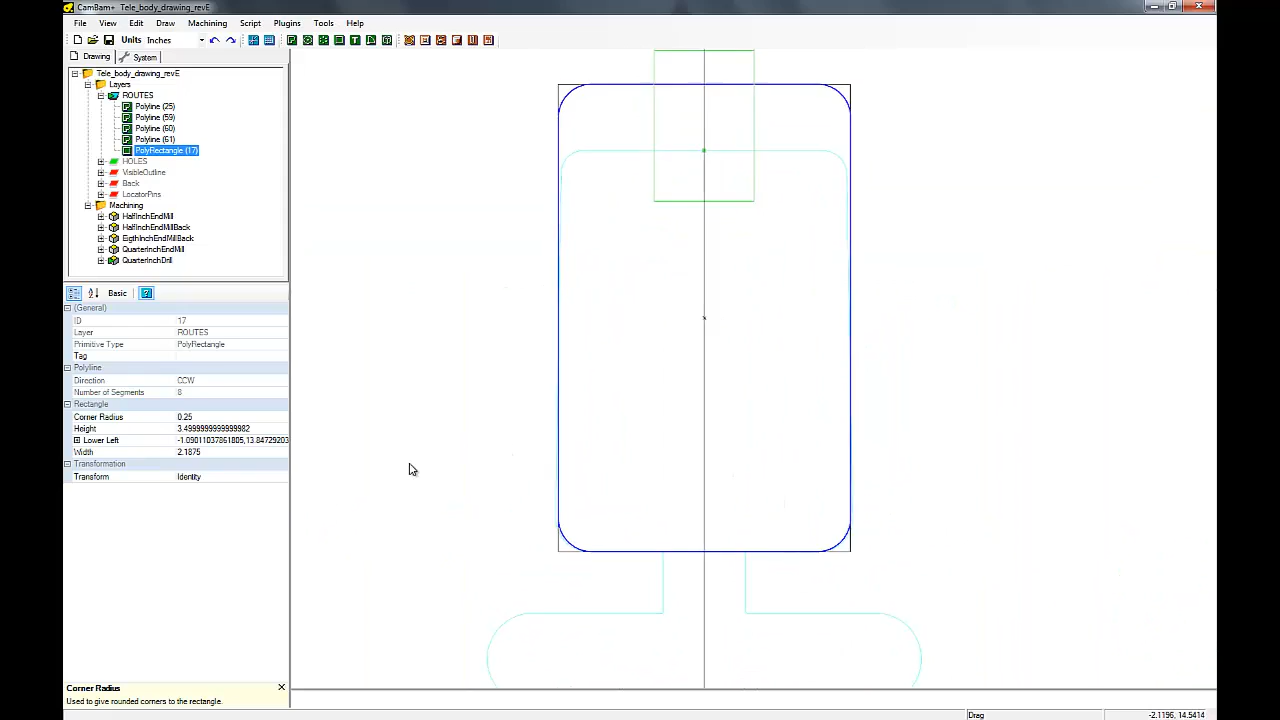 CamBam+ Tele_body_drawing_revE
File View Edit Draw Machining Script Plugins Tools Help
Units Inches
Drawing System
Tele_body_drawing_revE
Layers
ROUTES
Polyline (25)
Polyline (59)
Polyline (60)
Polyline (61)
PolyRectangle (17)
HOLES
VisibleOutline
Back
LocatorPins
Machining
HalfInchEndMill
HalfInchEndMillBack
EigthInchEndMillBack
QuarterInchEndMill
QuarterInchDrill
Basic
(General)
ID 17
Layer ROUTES
Primitive Type PolyRectangle
Tag
Polyline
Direction CCW
Number of Segments 8
Rectangle
Corner Radius 0.25
Height 3.4999999999999982
Lower Left -1.09011037861805,13.84729203
Width 2.1875
Transformation
Transform Identity
Corner Radius
Used to give rounded corners to the rectangle.
Drag -2.1196, 14.5414